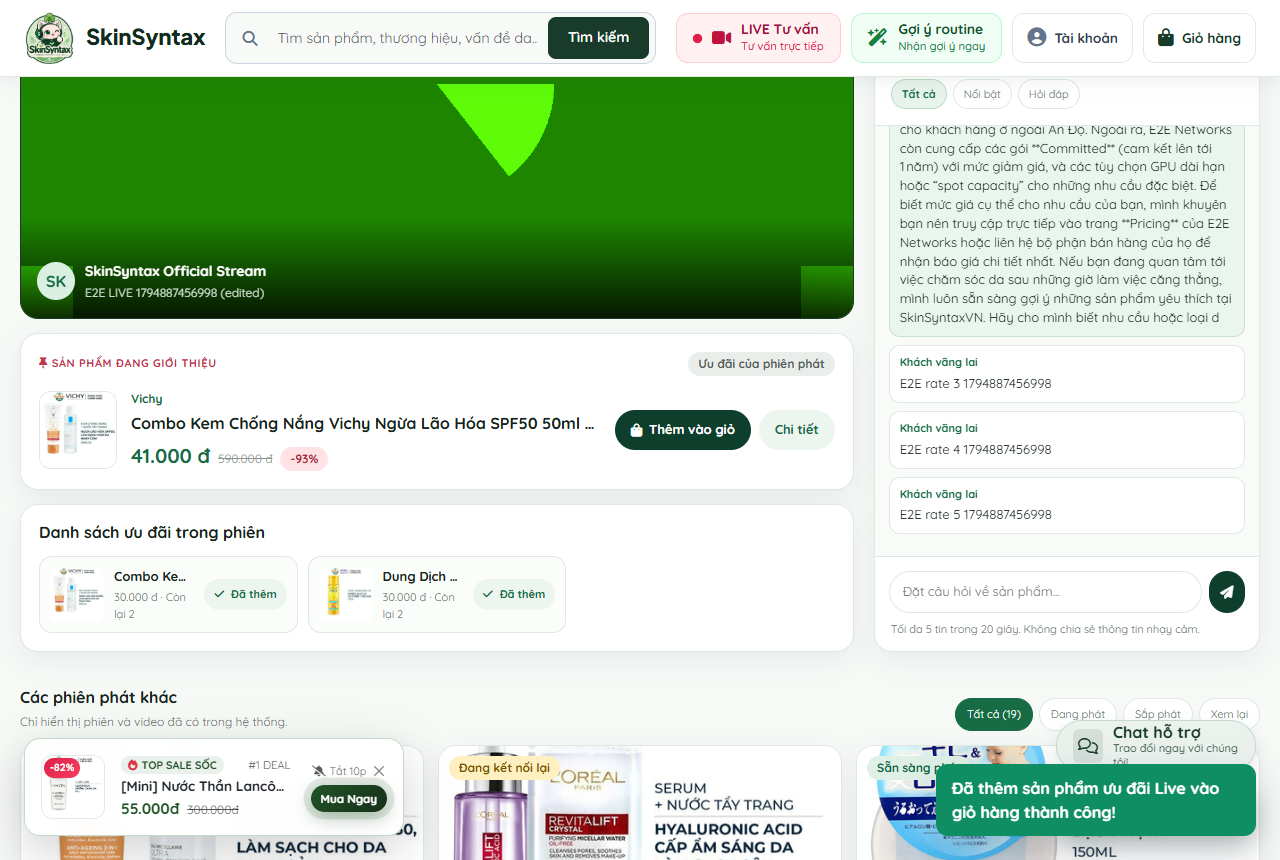 SkinSyntax
SkinSyntax
Tìm sản phẩm, thương hiệu, vấn đề da..
Tìm kiếm
LIVE Tư vấn
Tư vấn trực tiếp
Gợi ý routine
Nhận gợi ý ngay
Tài khoản
Giỏ hàng
SK
SkinSyntax Official Stream
E2E LIVE 1794887456998 (edited)
SẢN PHẨM ĐANG GIỚI THIỆU
Ưu đãi của phiên phát
VICHY
Vichy
Combo Kem Chống Nắng Vichy Ngừa Lão Hóa SPF50 50ml ...
41.000 đ
590.000 đ
-93%
Thêm vào giỏ
Chi tiết
Danh sách ưu đãi trong phiên
Combo Ke...
30.000 đ · Còn
lại 2
Đã thêm
Dung Dịch ...
30.000 đ · Còn
lại 2
Đã thêm
Tất cả
Nổi bật
Hỏi đáp
cho khách hàng ở ngoài Ấn Độ. Ngoài ra, E2E Networks
còn cung cấp các gói **Committed** (cam kết lên tới
1 năm) với mức giảm giá, và các tùy chọn GPU dài hạn
hoặc “spot capacity” cho những nhu cầu đặc biệt. Để
biết mức giá cụ thể cho nhu cầu của bạn, mình khuyên
bạn nên truy cập trực tiếp vào trang **Pricing** của E2E
Networks hoặc liên hệ bộ phận bán hàng của họ để
nhận báo giá chi tiết nhất. Nếu bạn đang quan tâm tới
việc chăm sóc da sau những giờ làm việc căng thẳng,
mình luôn sẵn sàng gợi ý những sản phẩm yêu thích tại
SkinSyntaxVN. Hãy cho mình biết nhu cầu hoặc loại d
Khách vãng lai
E2E rate 3 1794887456998
Khách vãng lai
E2E rate 4 1794887456998
Khách vãng lai
E2E rate 5 1794887456998
Đặt câu hỏi về sản phẩm...
Tối đa 5 tin trong 20 giây. Không chia sẻ thông tin nhạy cảm.
Các phiên phát khác
Chỉ hiển thị phiên và video đã có trong hệ thống.
Tất cả (19)
Đang phát
Sắp phát
Xem lại
Chat hỗ trợ
Trao đổi ngay với chúng
tôi!
-82%
TOP SALE SỐC
#1 DEAL
Tắt 10p
[Mini] Nước Thần Lancô...
55.000đ
300.000đ
Mua Ngay
LÀM SẠCH CHO DA
Đang kết nối lại
L'ORÉAL
PARIS
REVITALIFT
CRYSTAL
PURIFYING MICELLAR WATER
OIL-FREE
SERUM
+ NƯỚC TẨY TRANG
HYALURONIC ACID
CẤP ẨM SÁNG DA
Sẵn sàng
150ML
Đã thêm sản phẩm ưu đãi Live vào
giỏ hàng thành công!